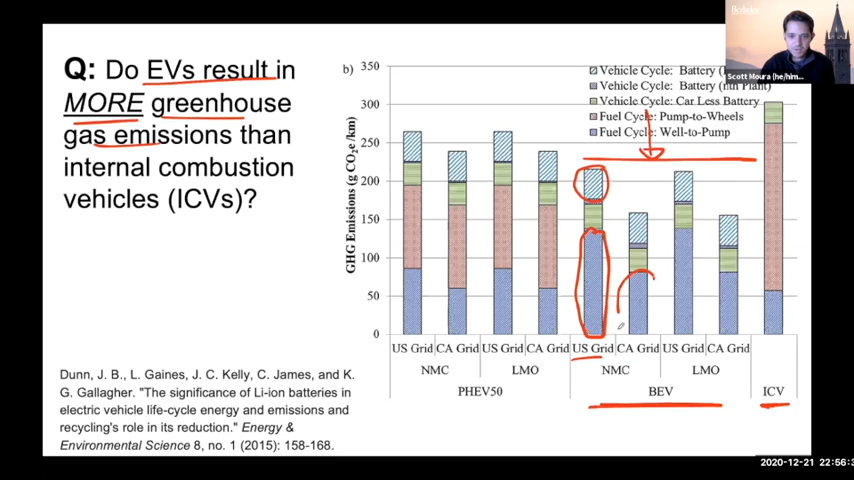 Q: Do EVs result in
MORE greenhouse
gas emissions than
internal combustion
vehicles (ICVs)?
Dunn, J. B., L. Gaines, J. C. Kelly, C. James, and K.
G. Gallagher. "The significance of Li-ion batteries in
electric vehicle life-cycle energy and emissions and
recycling's role in its reduction." Energy &
Environmental Science 8, no. 1 (2015): 158-168.
b)
GHG Emissions (g CO2e /km)
350
300
250
200
150
100
50
0
Vehicle Cycle: Battery
Vehicle Cycle: Battery (nth Plant)
Vehicle Cycle: Car Less Battery
Fuel Cycle: Pump-to-Wheels
Fuel Cycle: Well-to-Pump
US Grid CA Grid US Grid CA Grid US Grid CA Grid US Grid CA Grid
NMC LMO NMC LMO
PHEV50 BEV ICV
Scott Moura (he/him...
2020-12-21 22:56:3